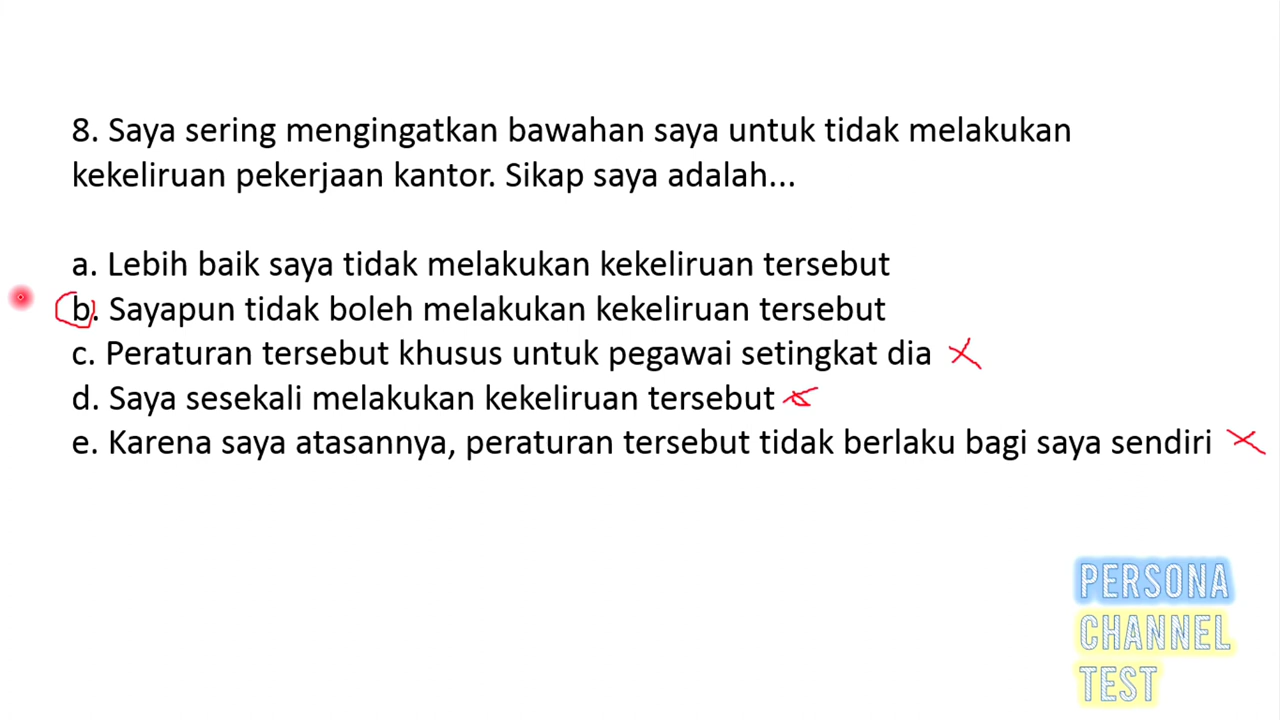 8. Saya sering mengingatkan bawahan saya untuk tidak melakukan
kekeliruan pekerjaan kantor. Sikap saya adalah...
a. Lebih baik saya tidak melakukan kekeliruan tersebut
b. Sayapun tidak boleh melakukan kekeliruan tersebut
c. Peraturan tersebut khusus untuk pegawai setingkat dia
d. Saya sesekali melakukan kekeliruan tersebut
e. Karena saya atasannya, peraturan tersebut tidak berlaku bagi saya sendiri
PERSONA
CHANNEL
TEST